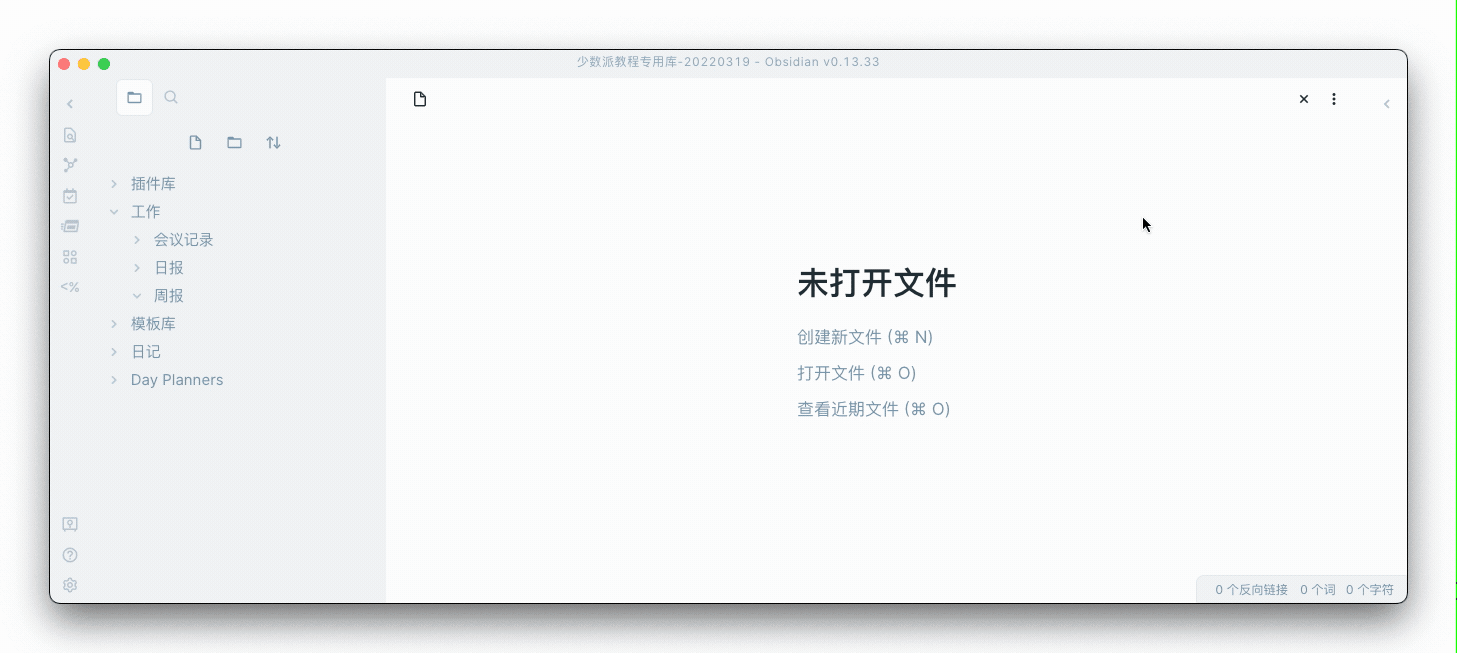 少数派教程专用库-20220319 - Obsidian v0.13.33
插件库
工作
会议记录
日报
周报
模板库
日记
Day Planners
<%
未打开文件
创建新文件 (⌘ N)
打开文件 (⌘ O)
查看近期文件 (⌘ O)
0 个反向链接 0 个词 0 个字符